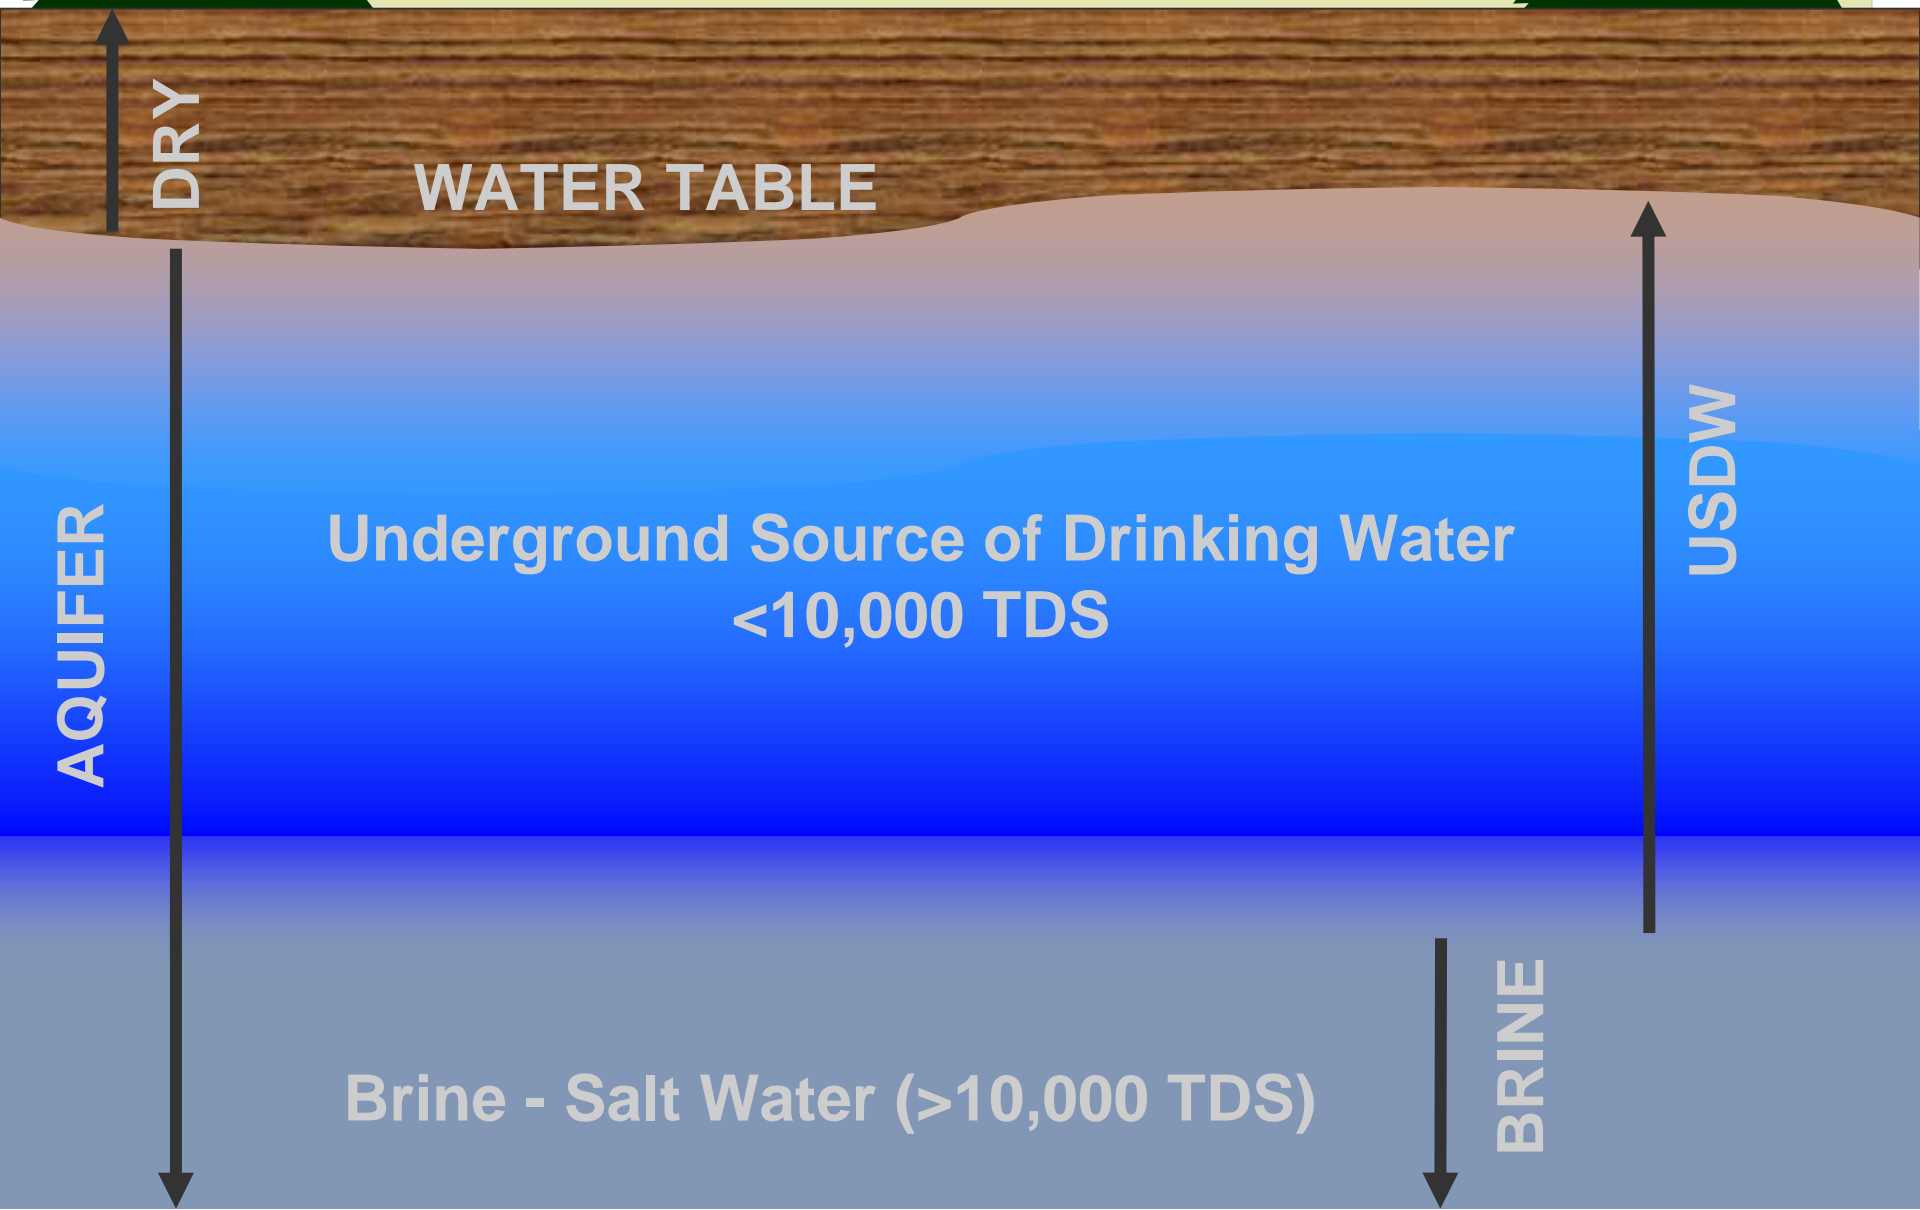 DRY
WATER TABLE
USDW
AQUIFER
Underground Source of Drinking Water
<10,000 TDS
BRINE
Brine - Salt Water (>10,000 TDS)